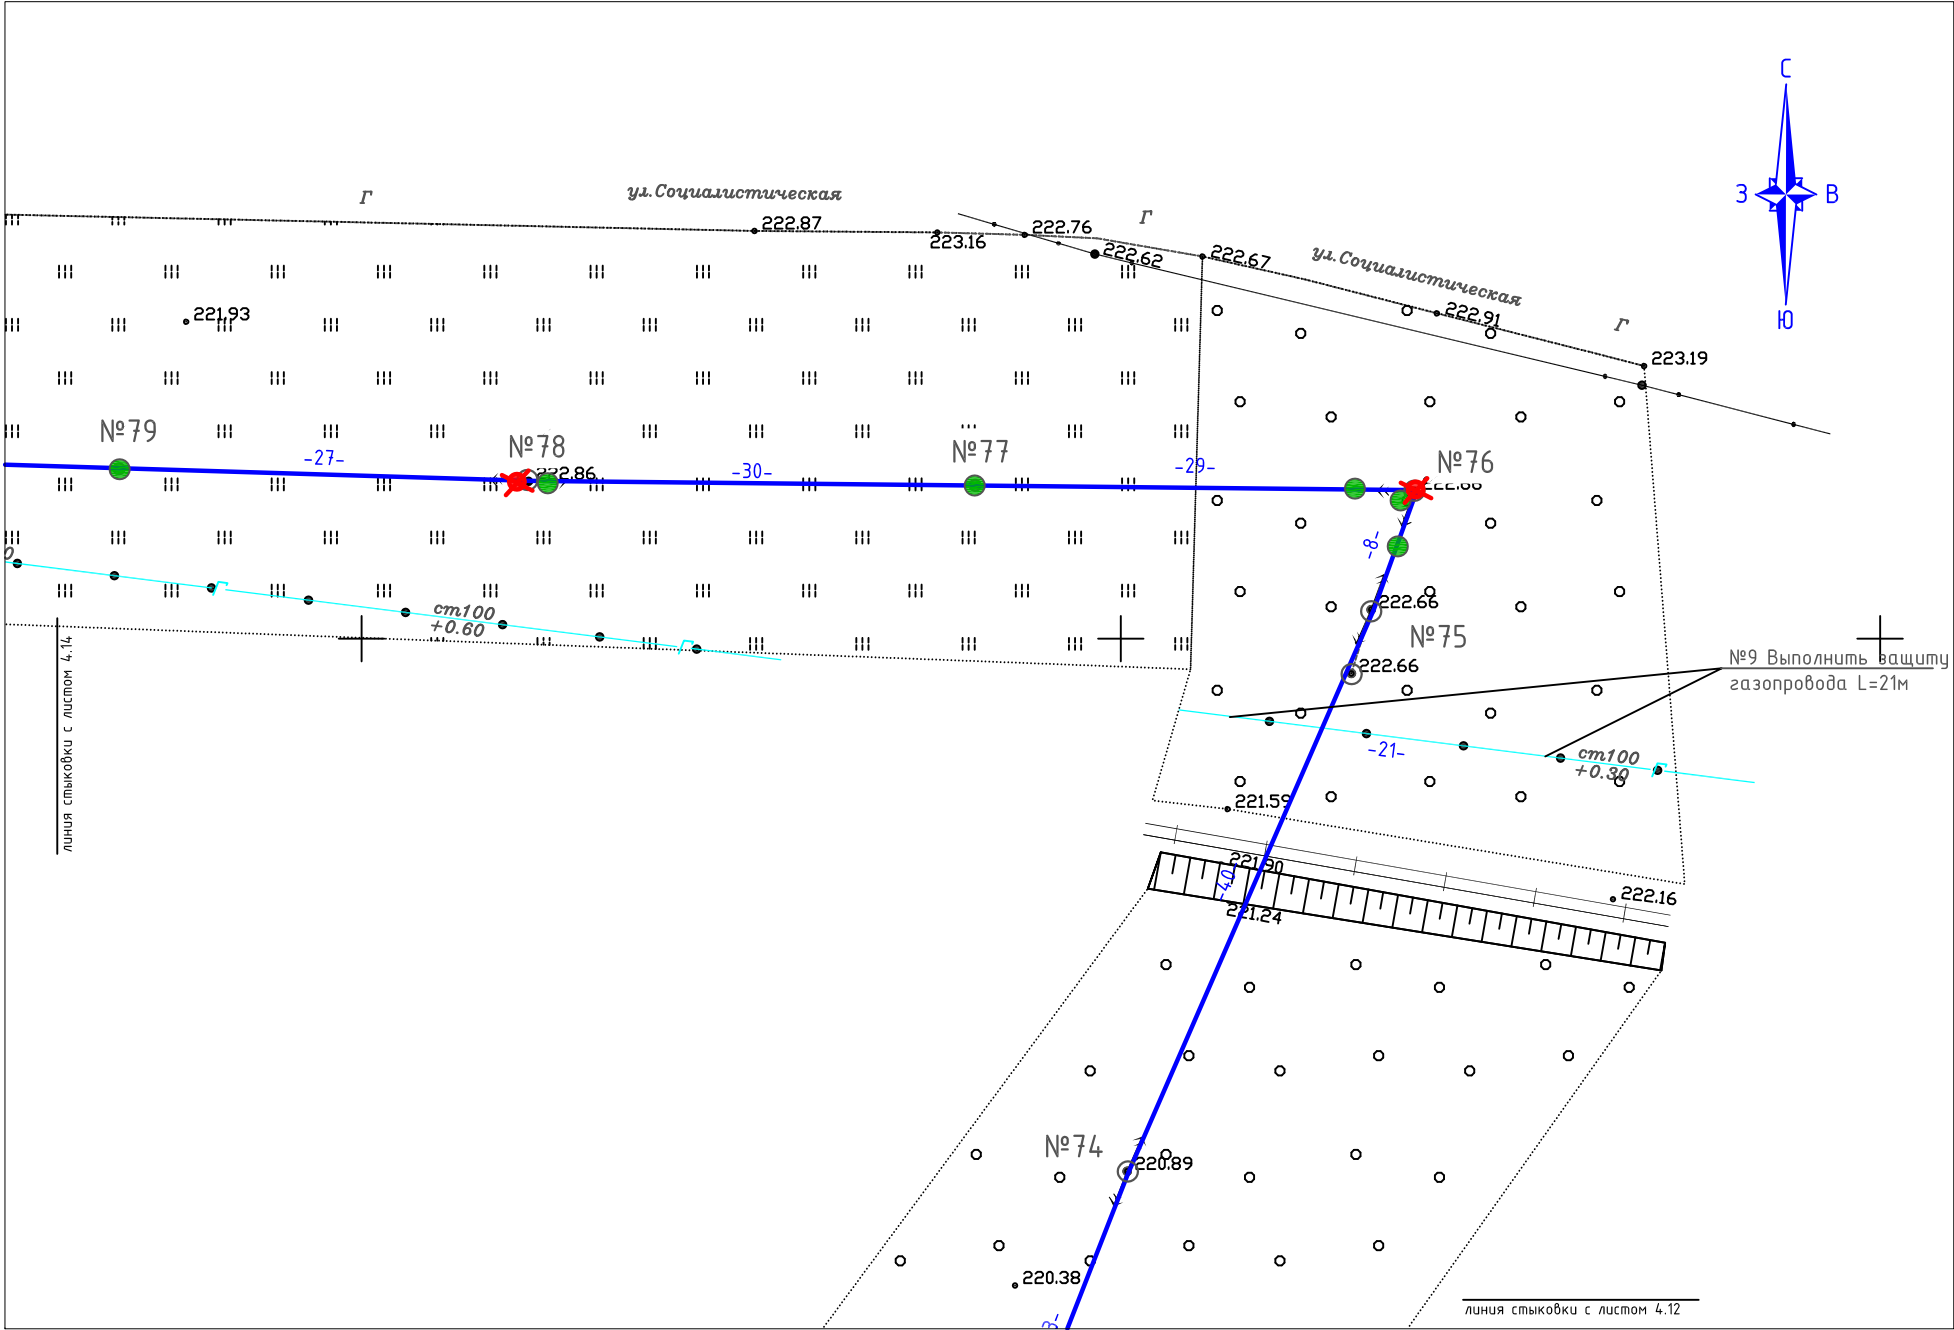 С
З
В
Ю
Г
ул.Социалистическая
Г
222.87
223.16
222.76
222.62
222.67
ул.Социалистическая
222.91
Г
223.19
221.93
№79
-27-
№78
222.86
-30-
№77
-29-
№76
-8-
222.66
№75
222.66
0
ст100
+0.60
Г
Г
линия стыковки с листом 4.14
№9 Выполнить защиту
газопровода L=21м
-21-
ст100
+0.30
Г
221.59
221.90
-40-
221.24
222.16
№74
220.89
220.38
3-
линия стыковки с листом 4.12